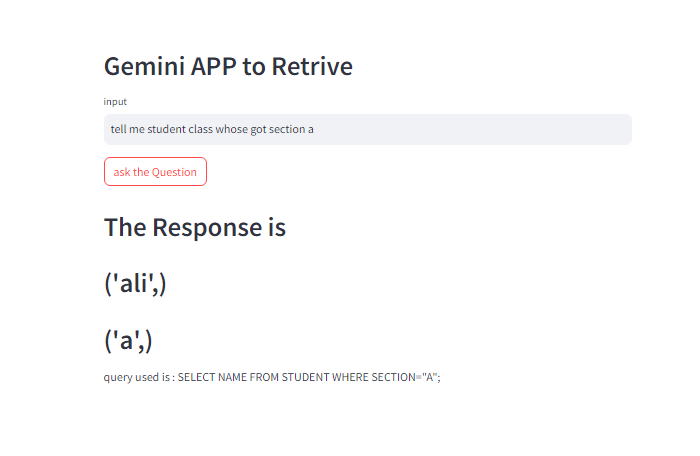 Gemini APP to Retrive
input
tell me student class whose got section a
ask the Question
The Response is
('ali',)
('a',)
query used is : SELECT NAME FROM STUDENT WHERE SECTION="A";